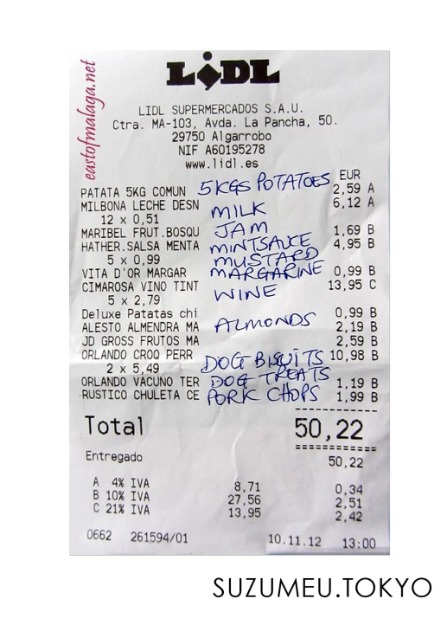 eastofmalaga.net
LIDL
LIDL SUPERMERCADOS S.A.U.
Ctra. MA-103, Avda. La Pancha, 50.
29750 Algarrobo
NIF A60195278
www.lidl.es
EUR
PATATA 5KG COMUN 5KGS POTATOES 2,59 A
MILBONA LECHE DESN 6,12 A
12 x 0,51 MILK
MARIBEL FRUT.BOSQU JAM 1,69 B
HATHER.SALSA MENTA MINTSAUCE 4,95 B
5 x 0,99 MUSTARD
VITA D'OR MARGAR MARGARINE 0,99 B
CIMAROSA VINO TINT 13,95 C
5 x 2,79 WINE
Deluxe Patatas chi 0,99 B
ALESTO ALMENDRA MA ALMONDS 2,19 B
JD GROSS FRUTOS MA 2,59 B
ORLANDO CROQ PERR DOG BISUITS 10,98 B
2 x 5,49
ORLANDO VACUNO TER DOG TREATS 1,19 B
RUSTICO CHULETA CE PORK CHOPS 1,99 B
Total 50,22
Entregado 50,22
A 4% IVA 8,71 0,34
B 10% IVA 27,56 2,51
C 21% IVA 13,95 2,42
0662 261594/01 10.11.12 13:00
SUZUMEU.TOKYO